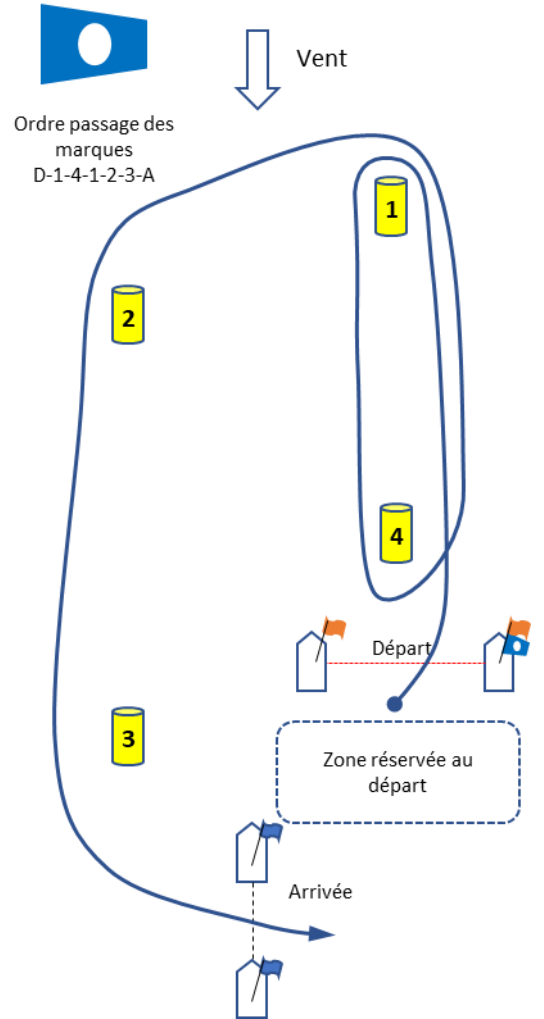 Vent
Ordre passage des
marques
D-1-4-1-2-3-A
1
2
4
Départ
3
Zone réservée au
départ
Arrivée